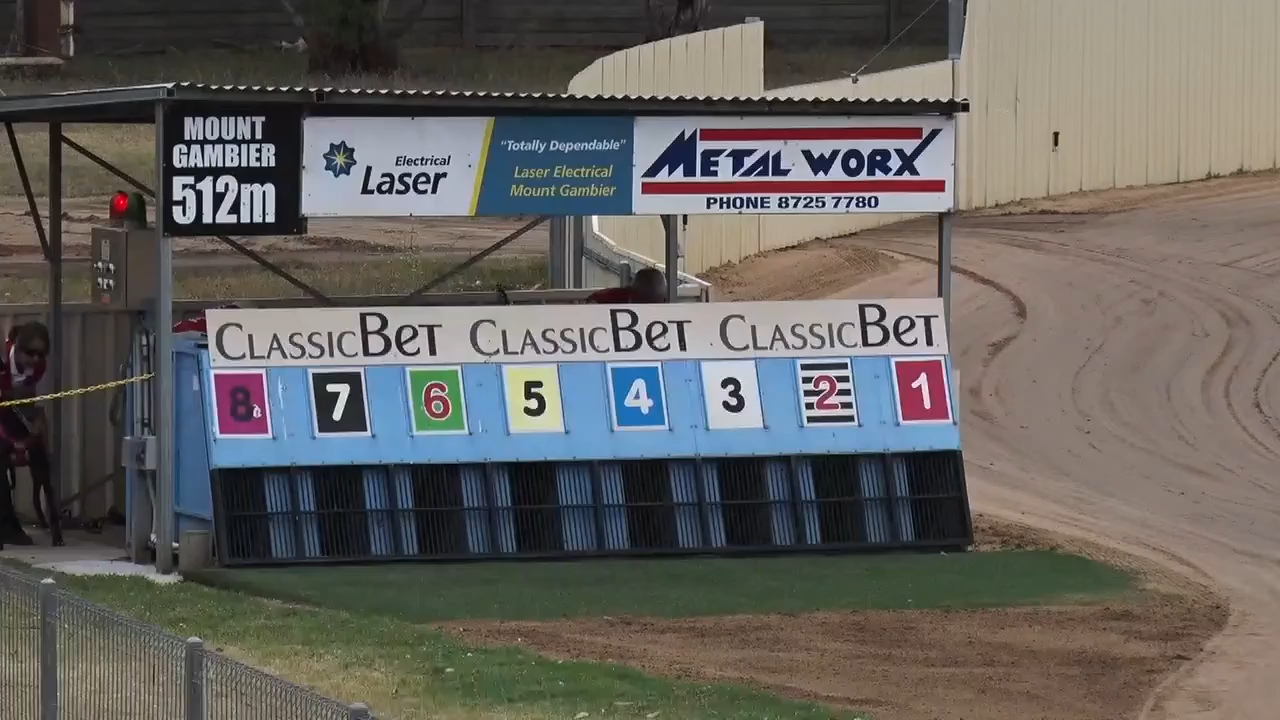 MOUNT
GAMBIER
512m
Electrical
Laser
"Totally Dependable"
Laser Electrical
Mount Gambier
METAL WORX
PHONE 8725 7780
CLASSICBET CLASSICBET CLASSICBET
8 7 6 5 4 3 2 1